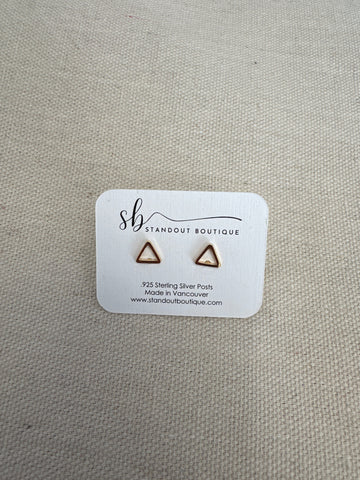 sb
STANDOUT BOUTIQUE
.925 Sterling Silver Posts
Made in Vancouver
www.standoutboutique.com